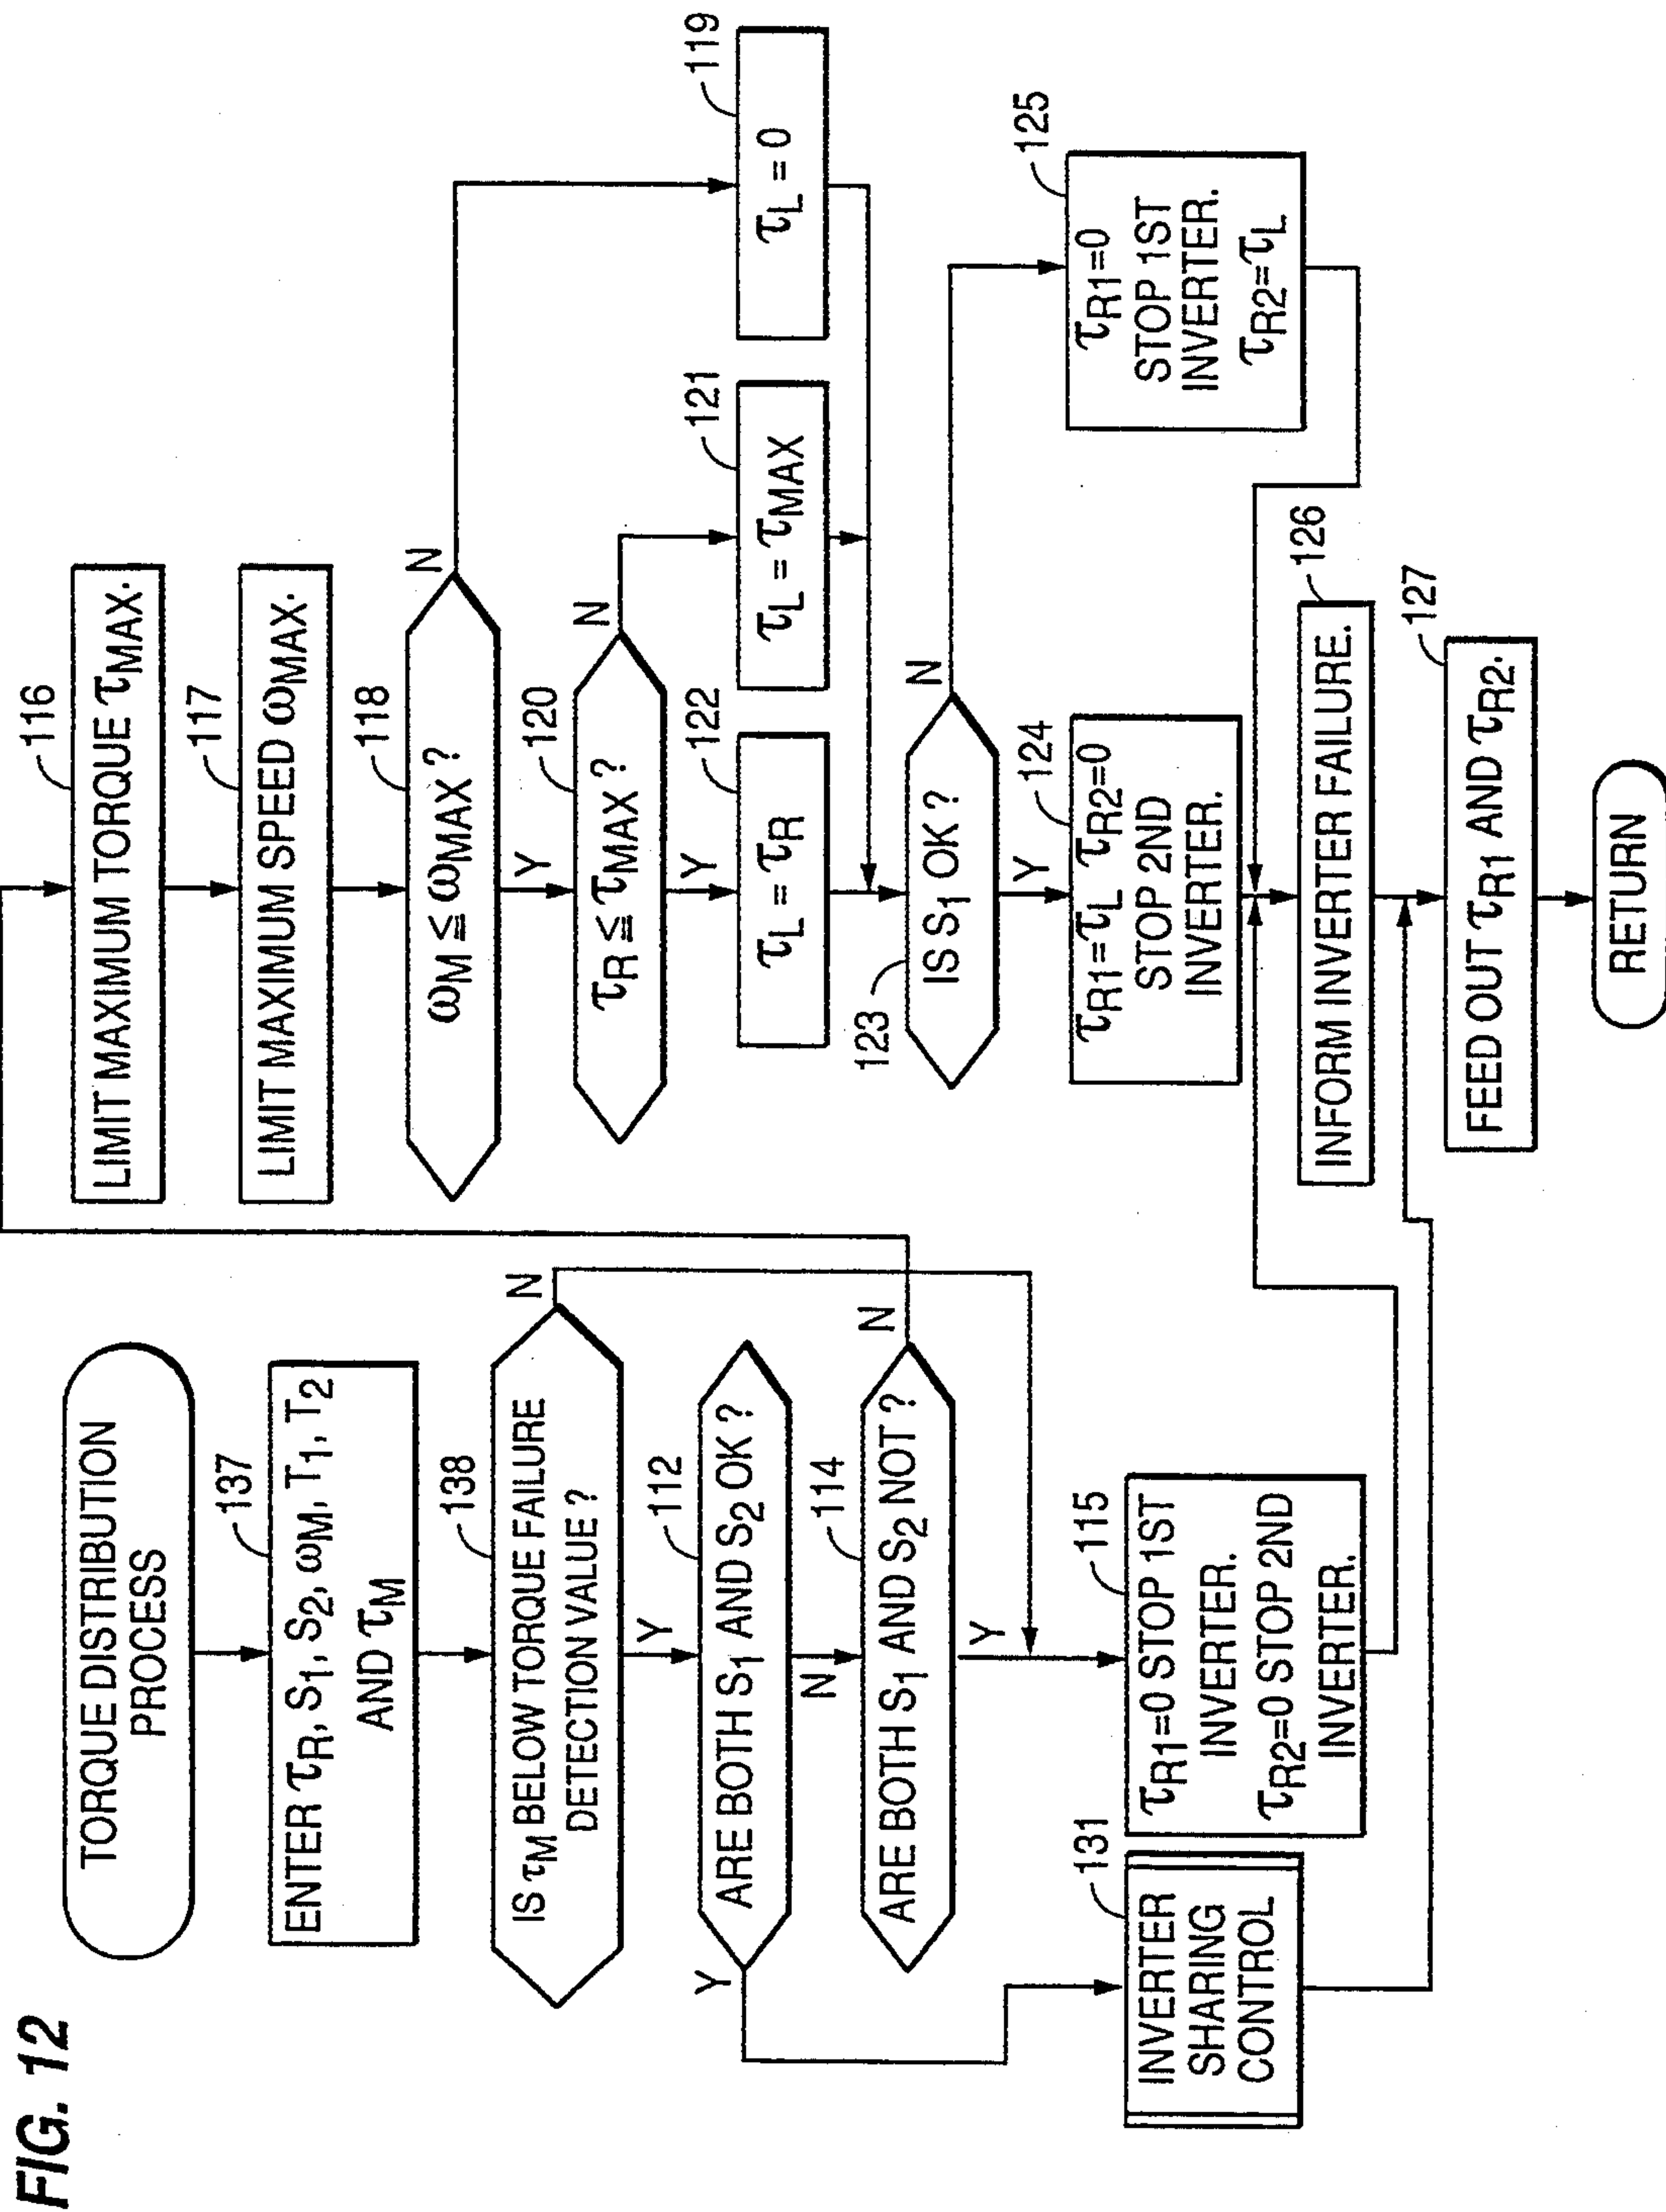 FIG. 12
TORQUE DISTRIBUTION
PROCESS
137
ENTER τR, S1, S2, ωM, T1, T2
AND τM
138
IS τM BELOW TORQUE FAILURE
DETECTION VALUE ?
N
Y
112
ARE BOTH S1 AND S2 OK ?
Y
N
114
ARE BOTH S1 AND S2 NOT ?
N
Y
131
INVERTER
SHARING
CONTROL
115
τR1=0 STOP 1ST
INVERTER.
τR2=0 STOP 2ND
INVERTER.
116
LIMIT MAXIMUM TORQUE τMAX.
117
LIMIT MAXIMUM SPEED ωMAX.
118
ωM ≦ ωMAX ?
N
Y
120
τR ≦ τMAX ?
N
Y
122
τL = τR
121
τL = τMAX
119
τL = 0
123
IS S1 OK ?
N
Y
124
τR1=τL τR2=0
STOP 2ND
INVERTER.
125
τR1=0
STOP 1ST
INVERTER.
τR2=τL
126
INFORM INVERTER FAILURE.
127
FEED OUT τR1 AND τR2.
RETURN